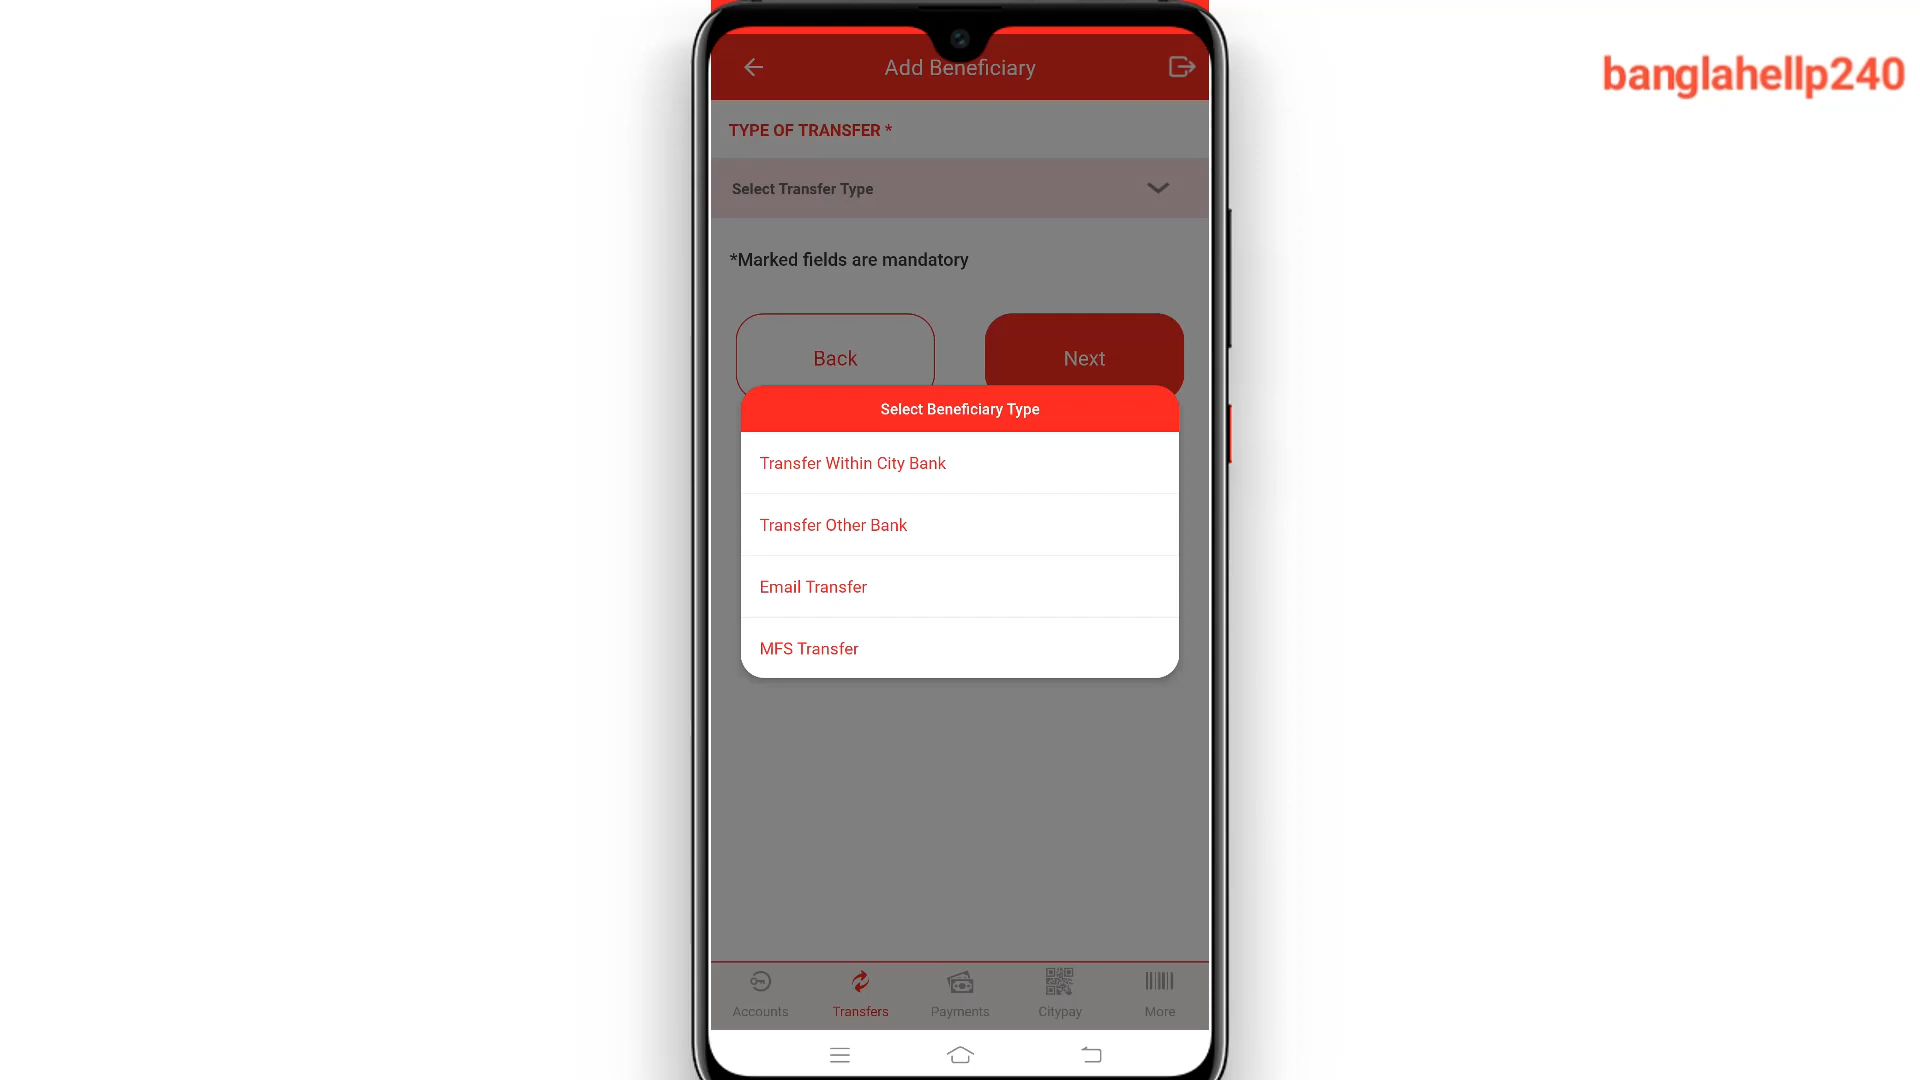 banglahellp240
Add Beneficiary
TYPE OF TRANSFER *
Select Transfer Type
*Marked fields are mandatory
Back
Next
Select Beneficiary Type
Transfer Within City Bank
Transfer Other Bank
Email Transfer
MFS Transfer
Accounts
Transfers
Payments
Citypay
More